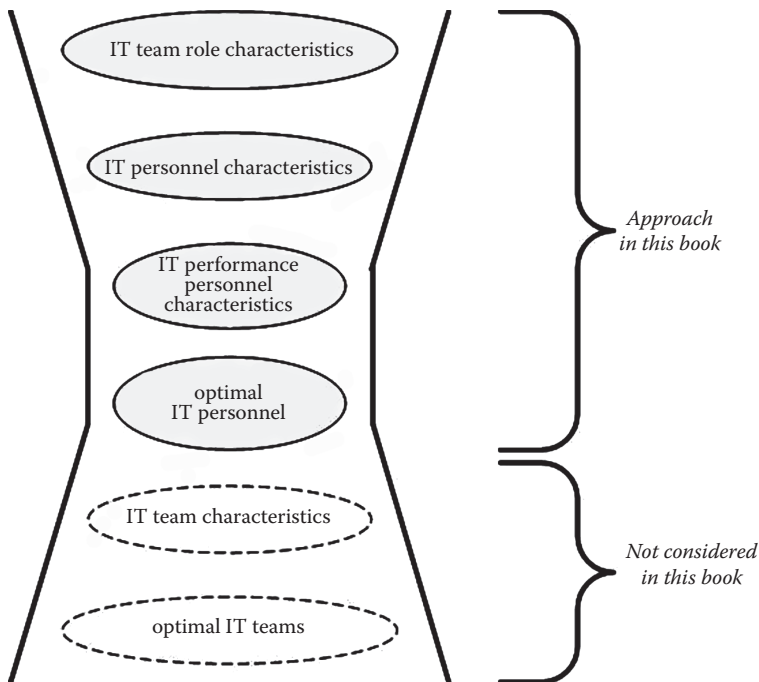 IT team role characteristics
IT personnel characteristics
IT performance
personnel
characteristics
optimal
IT personnel
IT team characteristics
optimal IT teams
Approach
in this book
Not considered
in this book